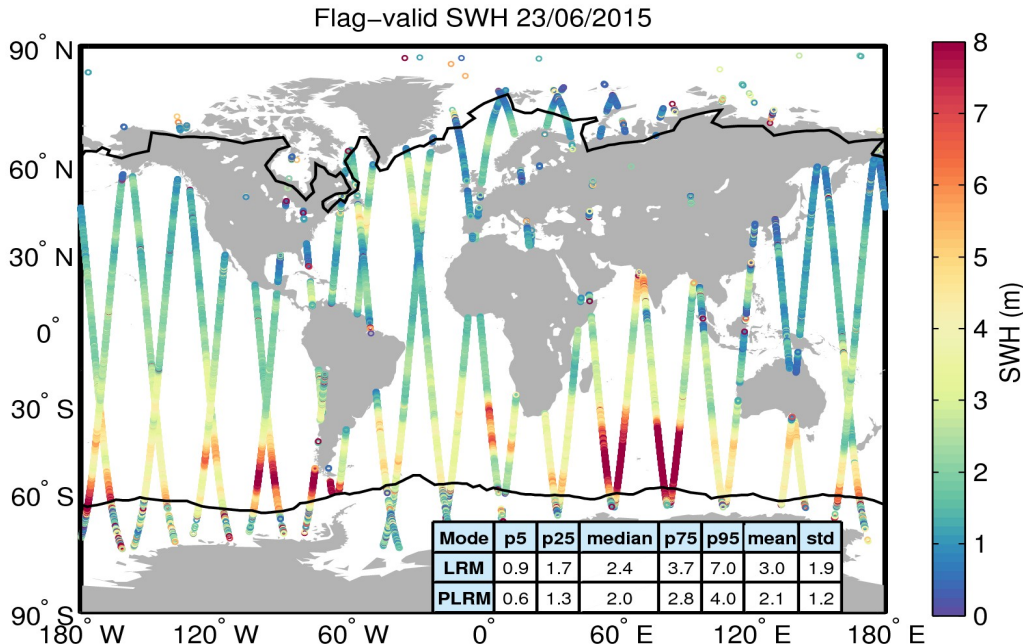 Flag−valid SWH 23/06/2015
90° N
60° N
30° N
0°
30° S
60° S
90° S
180° W
120° W
60° W
0°
60° E
120° E
180° E
Mode p5 p25 median p75 p95 mean std
LRM 0.9 1.7 2.4 3.7 7.0 3.0 1.9
PLRM 0.6 1.3 2.0 2.8 4.0 2.1 1.2
8
7
6
5
4
3
2
1
0
SWH (m)